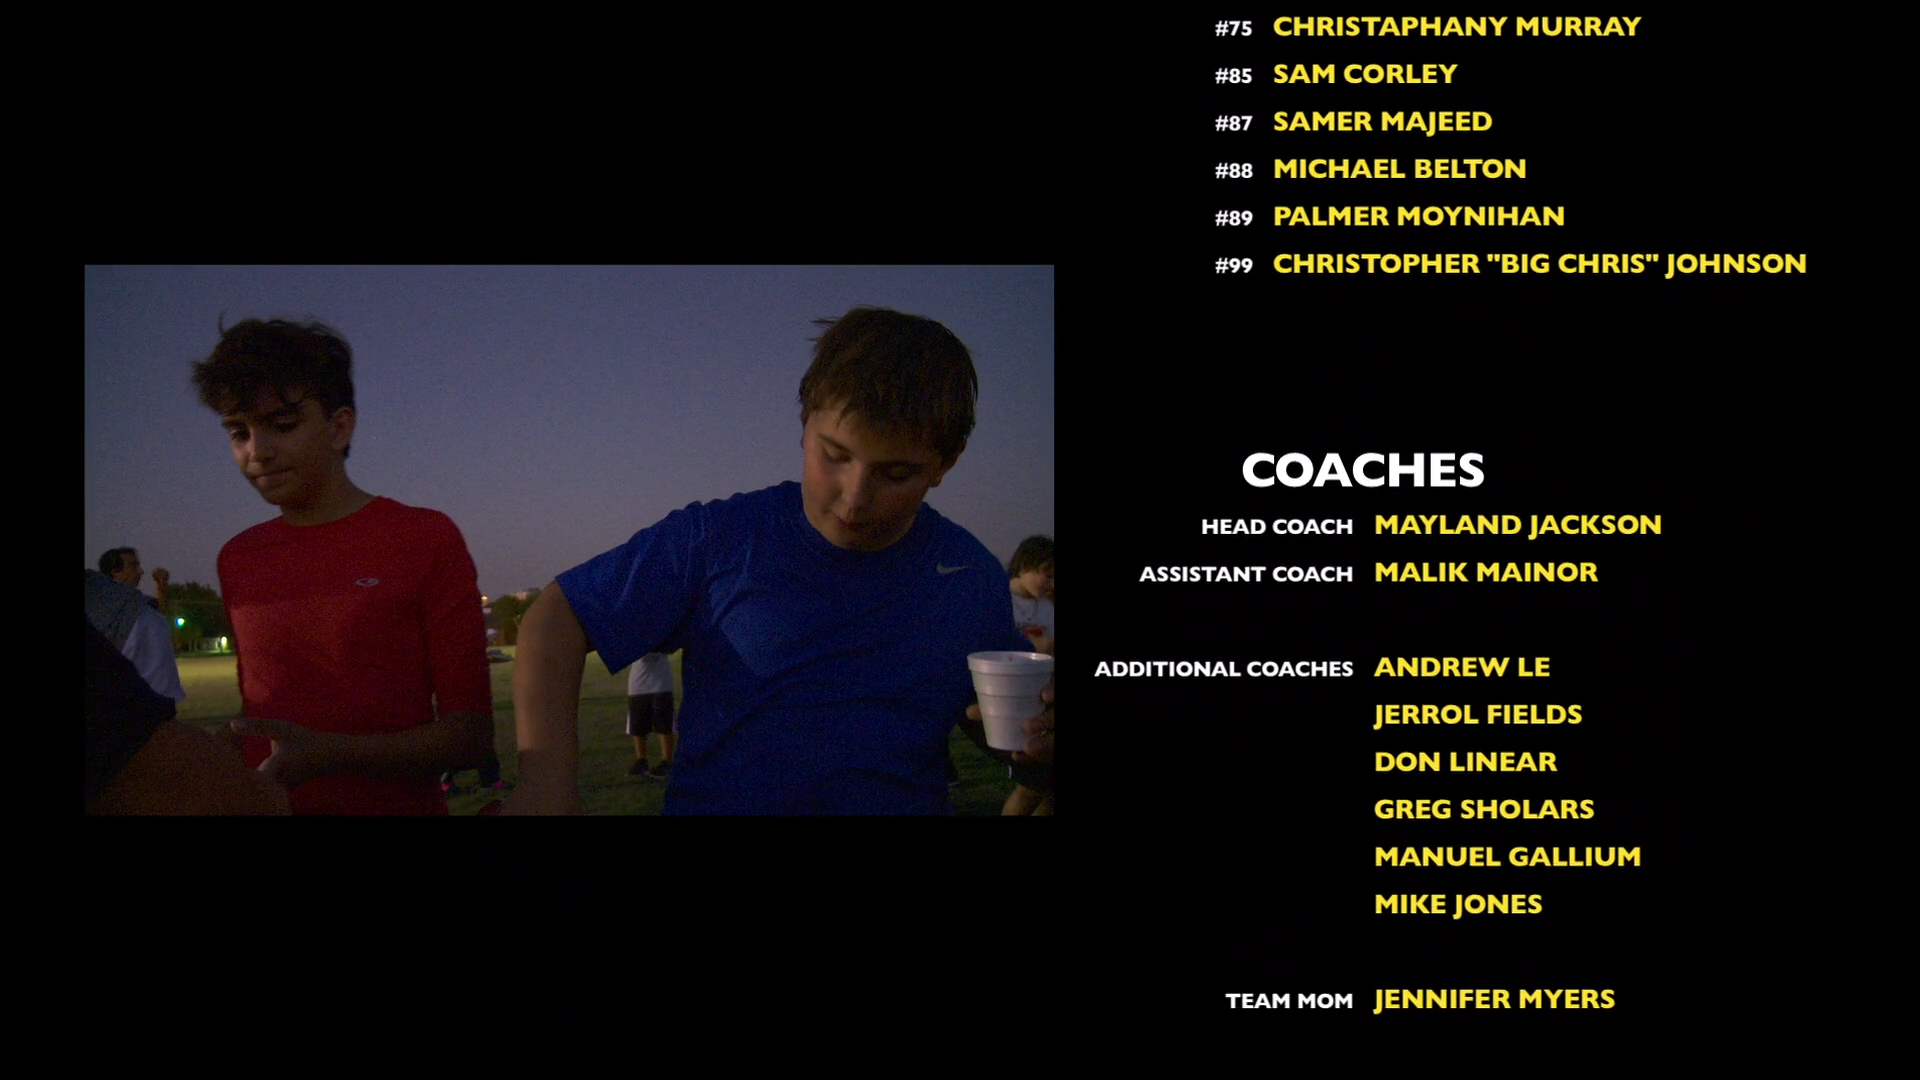 #75 CHRISTAPHANY MURRAY
#85 SAM CORLEY
#87 SAMER MAJEED
#88 MICHAEL BELTON
#89 PALMER MOYNIHAN
#99 CHRISTOPHER "BIG CHRIS" JOHNSON
COACHES
HEAD COACH MAYLAND JACKSON
ASSISTANT COACH MALIK MAINOR
ADDITIONAL COACHES ANDREW LE
JERROL FIELDS
DON LINEAR
GREG SHOLARS
MANUEL GALLIUM
MIKE JONES
TEAM MOM JENNIFER MYERS